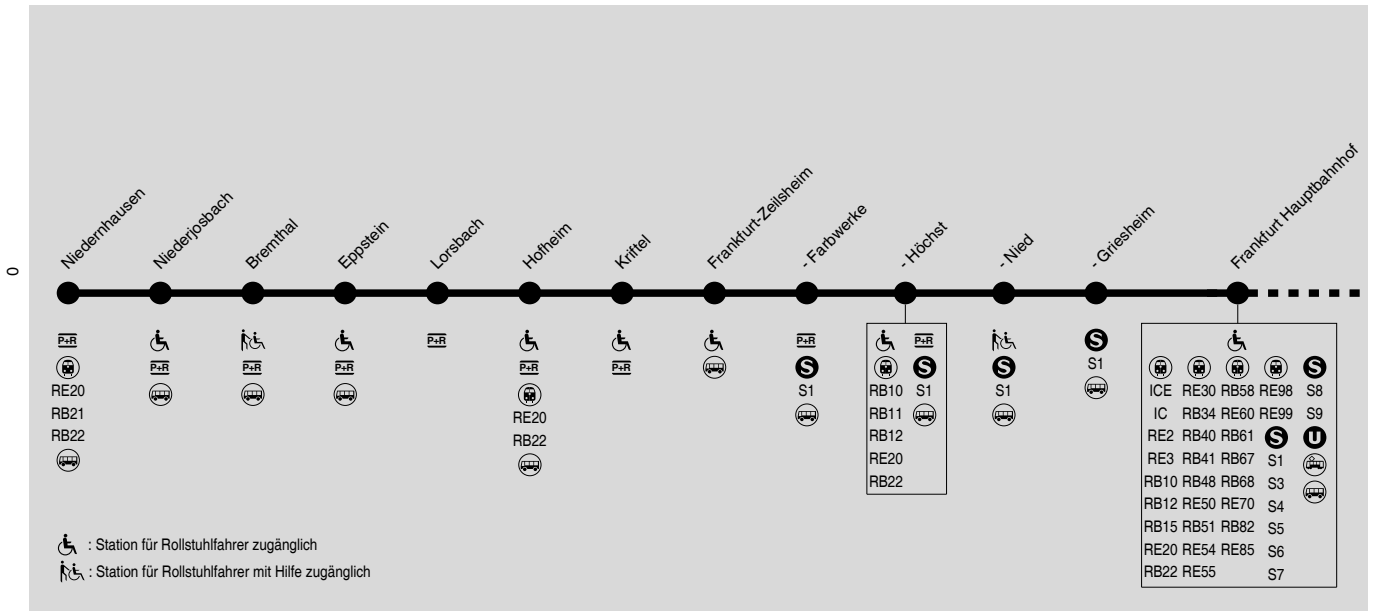 0
Niedernhausen
Niederjosbach
Bremthal
Eppstein
Lorsbach
Hofheim
Kriftel
Frankfurt-Zeilsheim
- Farbwerke
- Höchst
- Nied
- Griesheim
Frankfurt Hauptbahnhof
P+R
RE20
RB21
RB22
P+R
P+R
P+R
P+R
P+R
RE20
RB22
P+R
P+R
S
S1
P+R
S
RB10 S1
RB11
RB12
RE20
RB22
S
S1
S
S1
S
ICE RE30 RB58 RE98 S8
IC RB34 RE60 RE99 S9
RE2 RB40 RB61 S U
RE3 RB41 RB67 S1
RB10 RB48 RB68 S3
RB12 RE50 RE70 S4
RB15 RB51 RB82 S5
RE20 RE54 RE85 S6
RB22 RE55 S7
: Station für Rollstuhlfahrer zugänglich
: Station für Rollstuhlfahrer mit Hilfe zugänglich